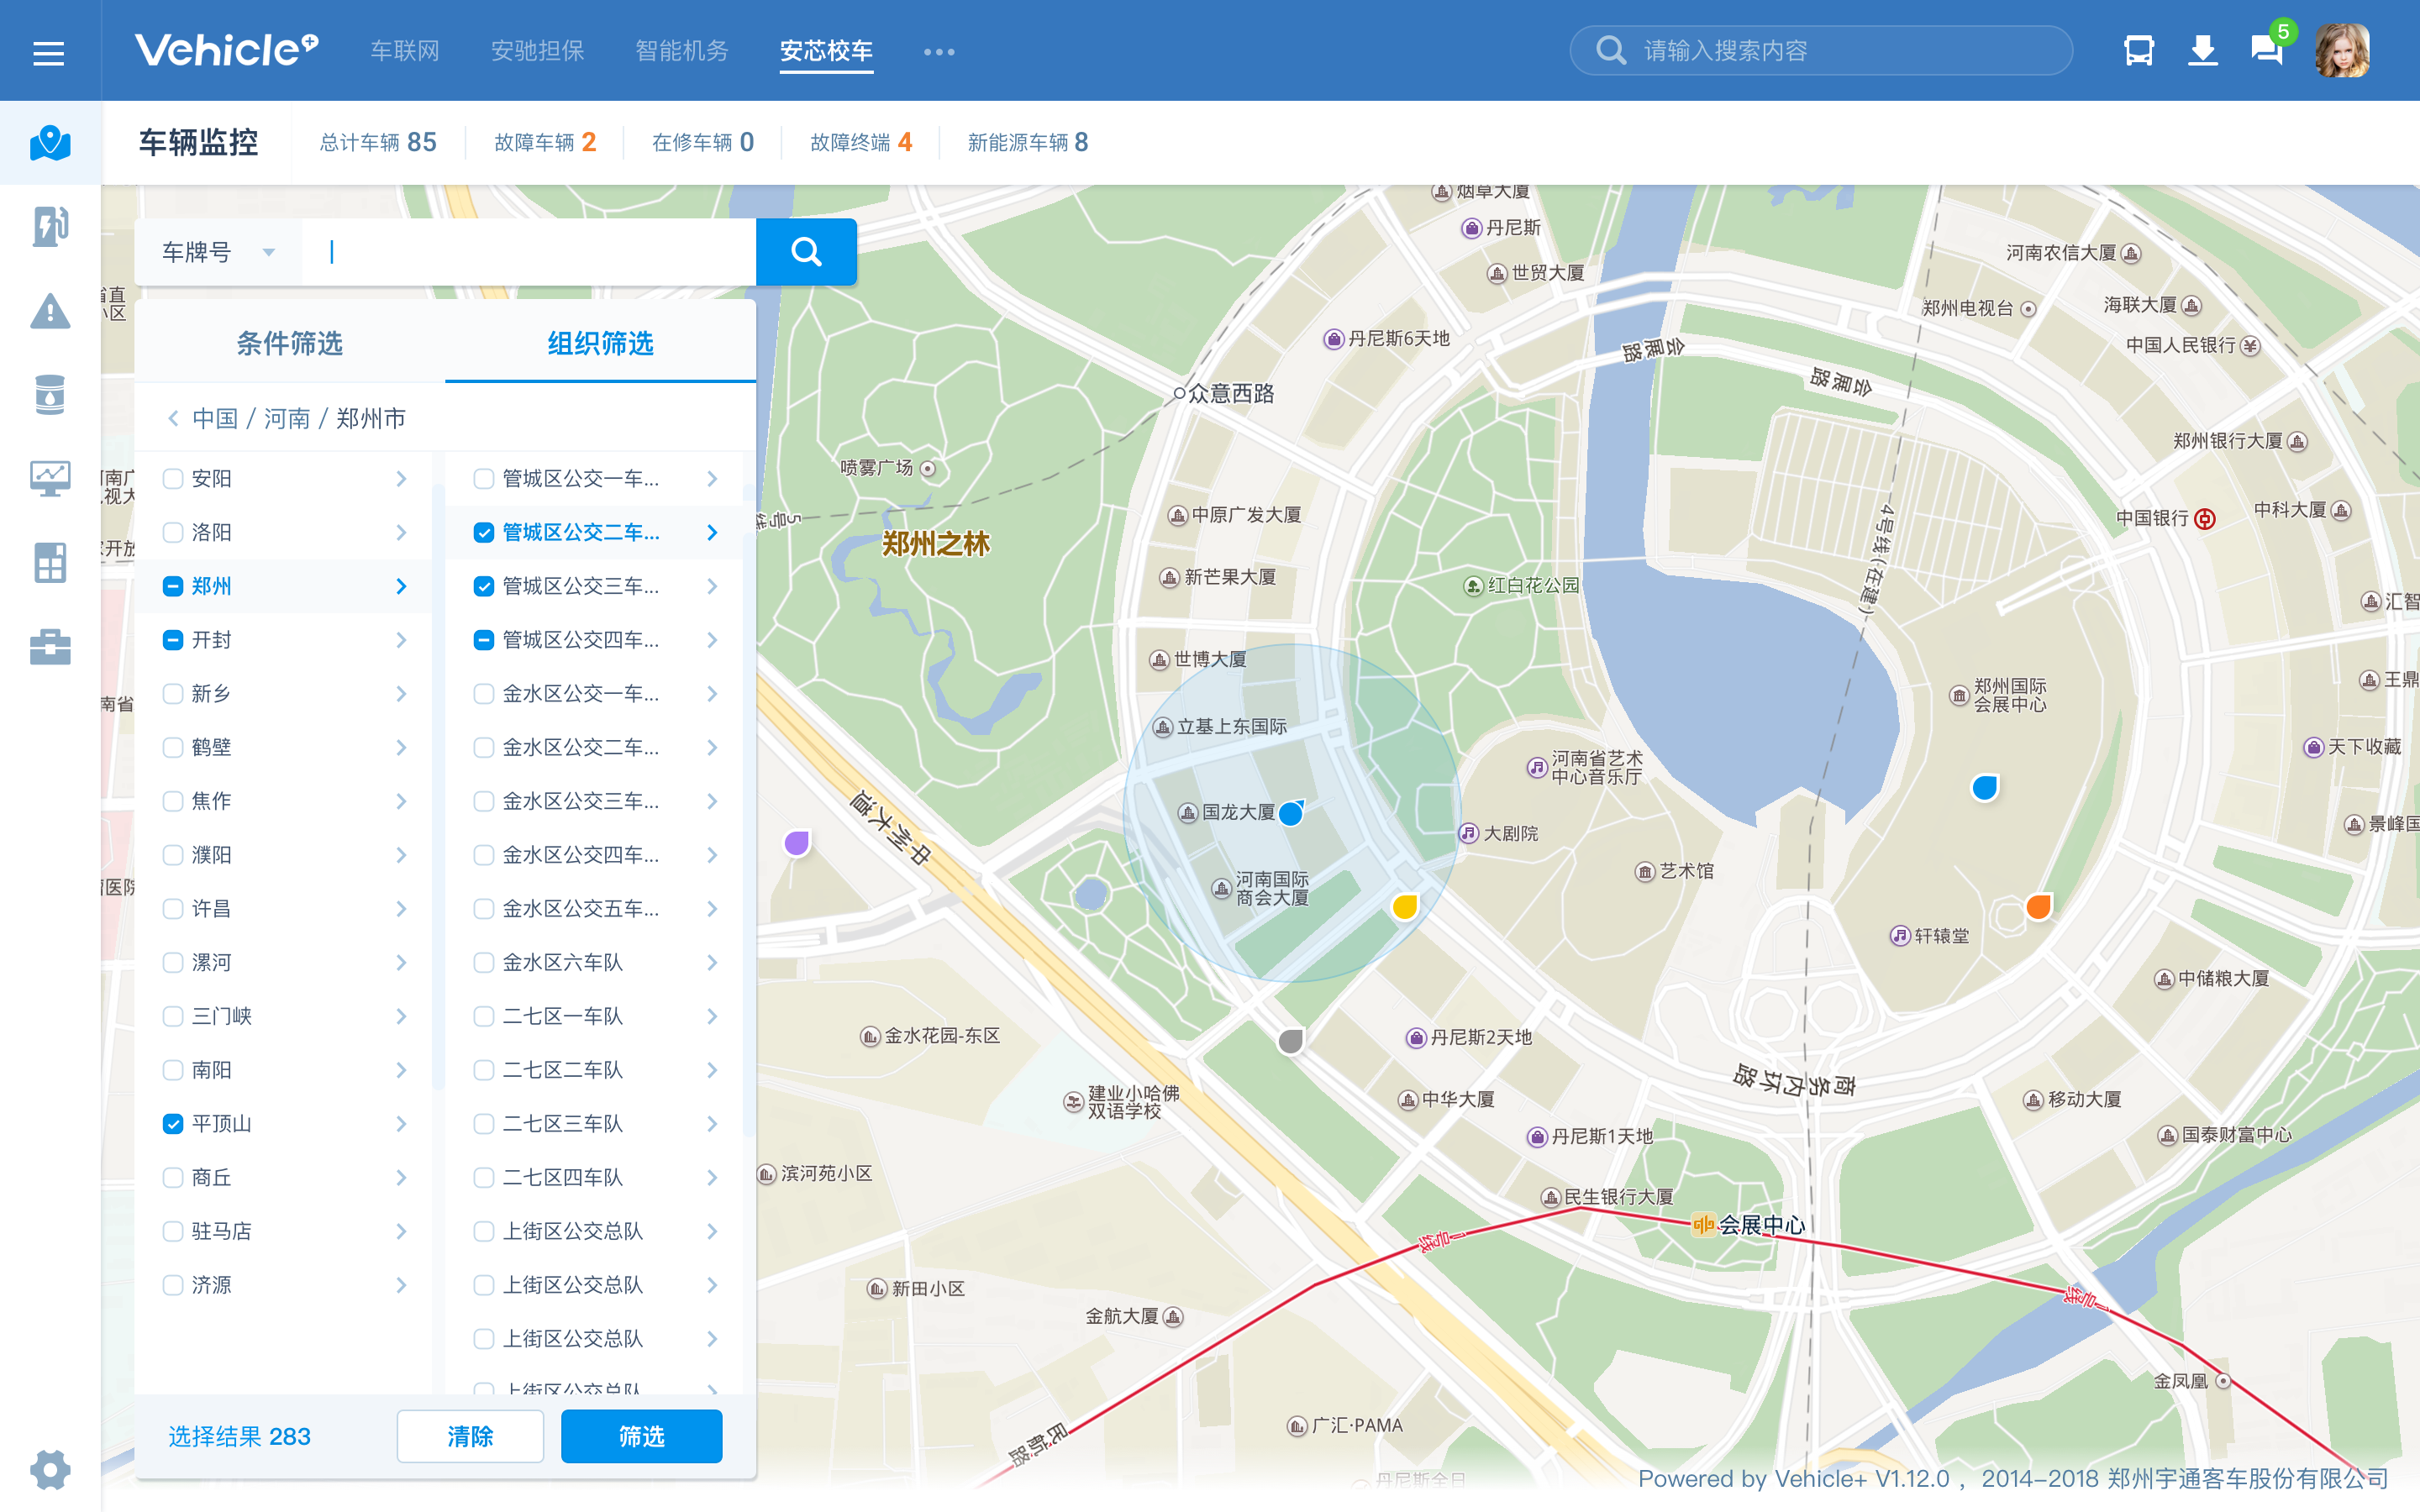 Vehicle+
车联网
安驰担保
智能机务
安芯校车
请输入搜索内容
5
车辆监控
总计车辆 85
故障车辆 2
在修车辆 0
故障终端 4
新能源车辆 8
车牌号
条件筛选
组织筛选
中国 / 河南 / 郑州市
安阳
洛阳
郑州
开封
新乡
鹤壁
焦作
濮阳
许昌
漯河
三门峡
南阳
平顶山
商丘
驻马店
济源
管城区公交一车...
管城区公交二车...
管城区公交三车...
管城区公交四车...
金水区公交一车...
金水区公交二车...
金水区公交三车...
金水区公交四车...
金水区公交五车...
金水区六车队
二七区一车队
二七区二车队
二七区三车队
二七区四车队
上街区公交总队
上街区公交总队
上街区公交总队
上街区公交总队
选择结果 283
清除
筛选
烟草大厦
丹尼斯
世贸大厦
河南农信大厦
郑州电视台
海联大厦
中国人民银行
丹尼斯6天地
会展路
会展路
众意西路
郑州银行大厦
喷雾广场
中原广发大厦
5号线
郑州之林
4号线(在建)
中国银行
中科大厦
新芒果大厦
红白花公园
汇智
世博大厦
王鼎
郑州国际
会展中心
立基上东国际
天下收藏
河南省艺术
中心音乐厅
国龙大厦
大剧院
景峰国
中兴大道
河南国际
商会大厦
艺术馆
轩辕堂
中储粮大厦
金水花园-东区
丹尼斯2天地
商务内环路
建业小哈佛
双语学校
中华大厦
移动大厦
丹尼斯1天地
国泰财富中心
滨河苑小区
民生银行大厦
会展中心
1号线
新田小区
1号线
金航大厦
金凤凰
广汇·PAMA
民航路
丹尼斯全日
Powered by Vehicle+ V1.12.0 ，2014-2018 郑州宇通客车股份有限公司